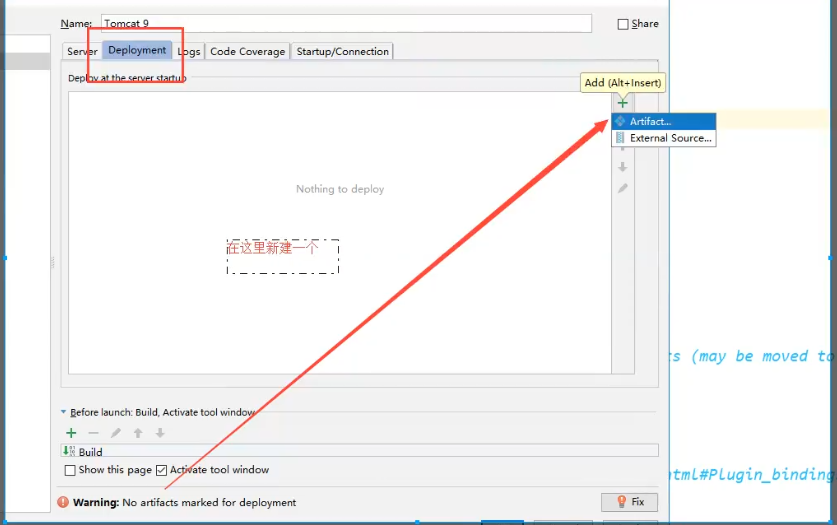 Name: Tomcat 9
Share
Server Deployment Logs Code Coverage Startup/Connection
Deploy at the server startup
Add (Alt+Insert)
Artifact...
External Source...
Nothing to deploy
在这里新建一个
s (may be moved to
Before launch: Build, Activate tool window
Build
html#Plugin_binding
Show this page Activate tool window
Warning: No artifacts marked for deployment
Fix